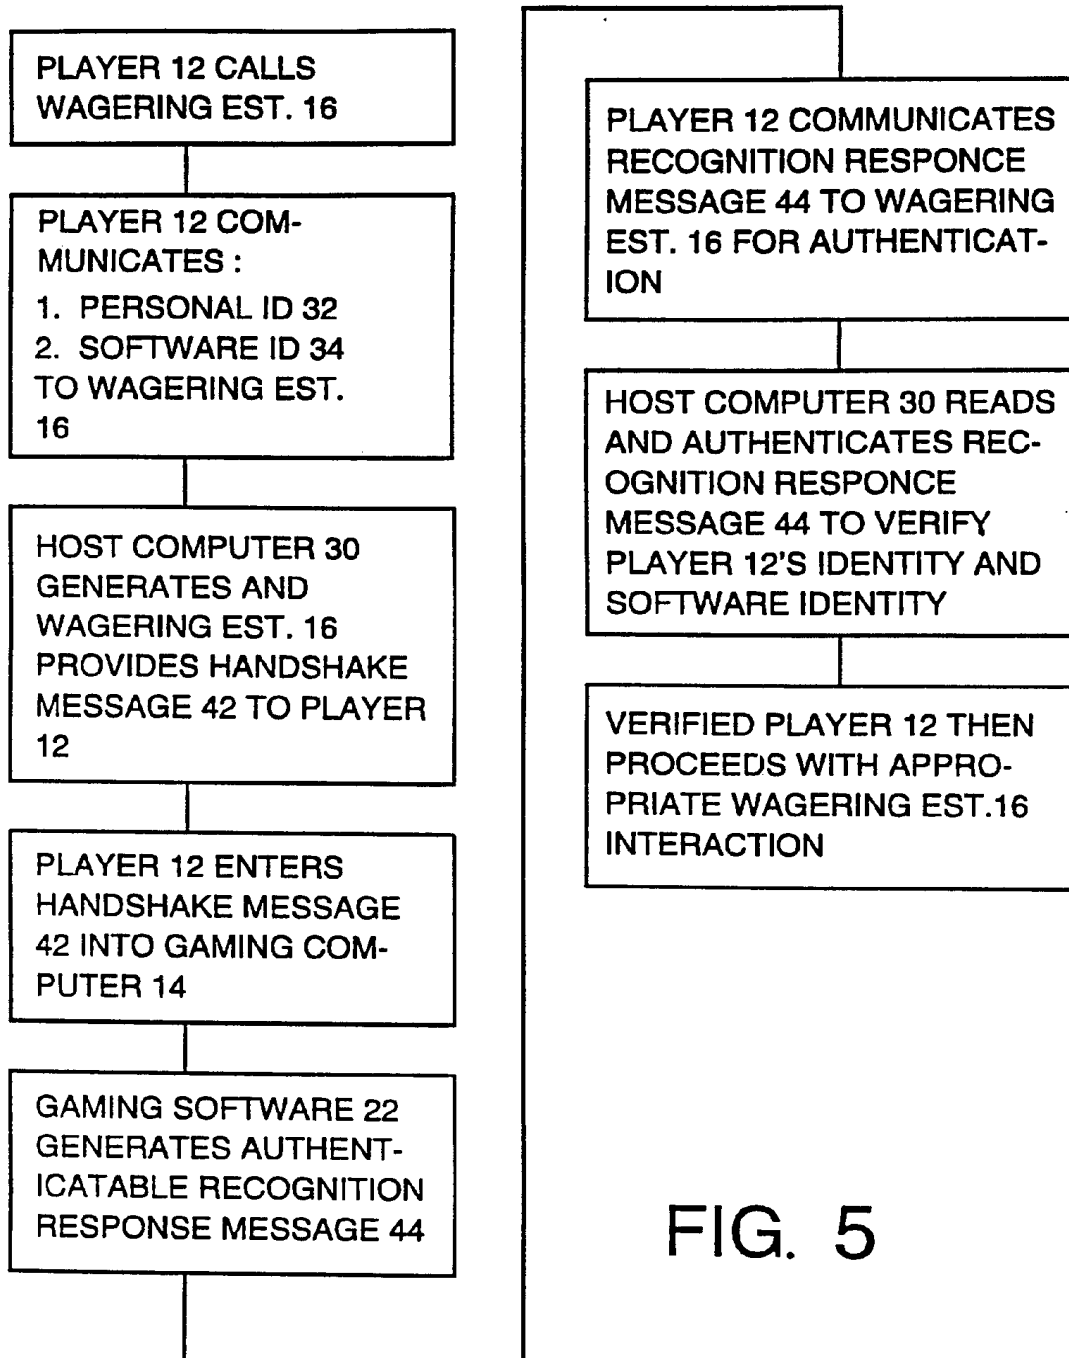 PLAYER 12 CALLS
WAGERING EST. 16
PLAYER 12 COM-
MUNICATES :
1. PERSONAL ID 32
2. SOFTWARE ID 34
TO WAGERING EST.
16
HOST COMPUTER 30
GENERATES AND
WAGERING EST. 16
PROVIDES HANDSHAKE
MESSAGE 42 TO PLAYER
12
PLAYER 12 ENTERS
HANDSHAKE MESSAGE
42 INTO GAMING COM-
PUTER 14
GAMING SOFTWARE 22
GENERATES AUTHENT-
ICATABLE RECOGNITION
RESPONSE MESSAGE 44
PLAYER 12 COMMUNICATES
RECOGNITION RESPONCE
MESSAGE 44 TO WAGERING
EST. 16 FOR AUTHENTICAT-
ION
HOST COMPUTER 30 READS
AND AUTHENTICATES REC-
OGNITION RESPONCE
MESSAGE 44 TO VERIFY
PLAYER 12'S IDENTITY AND
SOFTWARE IDENTITY
VERIFIED PLAYER 12 THEN
PROCEEDS WITH APPRO-
PRIATE WAGERING EST.16
INTERACTION
FIG. 5